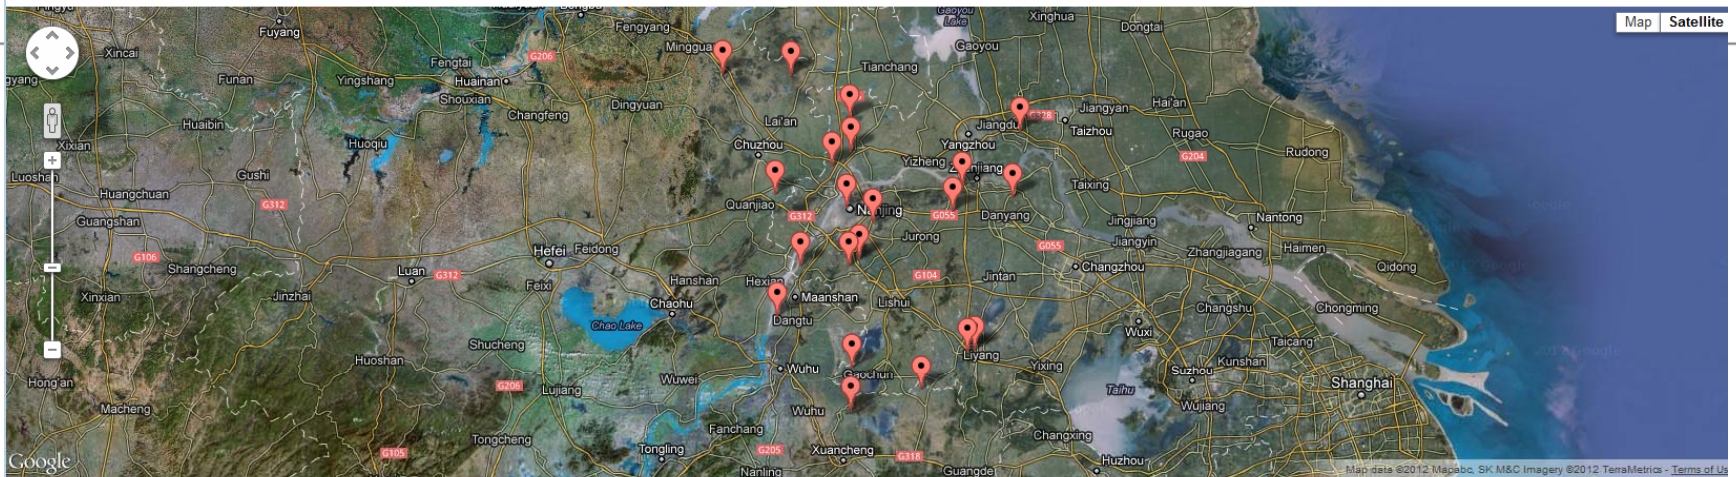 Fuyang
Fengyang
Gaoyou
Lake
Xinghua
Dongtai
Map
Satellite
Xincai
Minggua
Gaoyou
Fengtai
G206
Tianchang
Funan
Yingshang
Huainan
Shouxian
Dingyuan
Changfeng
Lai'an
Jiangdu
G328
Jiangyan
Hai'an
Taizhou
Rugao
Huaibin
Xixian
Huoqiu
Chuzhou
Yangzhou
Yizheng
G204
Rudong
Luoshan
Gushi
Huangchuan
Zhenjiang
Taixing
G312
Quanjiao
G312
Nanjing
G055
Danyang
Jingjiang
Nantong
Guangshan
Hefei
Feidong
Jurong
G055
Jiangyin
Zhangjiagang
Haimen
G106
Shangcheng
Luan
G312
Feixi
Hanshan
Hexian
G104
Jintan
Changzhou
Qidong
Xinxian
Jinzhai
Chaohu
Maanshan
Lishui
Changshu
Chongming
Chao Lake
Dangtu
Wuxi
Shucheng
Liyang
Taicang
Huoshan
Wuwei
Wuhu
Gaochun
Yixing
Suzhou
Kunshan
Shanghai
Hong'an
G206
Lujiang
Taihu
Macheng
Wuhu
Wujiang
Fanchang
Tongcheng
Changxing
G105
Tongling
G205
Xuancheng
G318
Huzhou
Nanling
Guangde
Google
Map data ©2012 Mapabc, SK M&C Imagery ©2012 TerraMetrics - Terms of Us